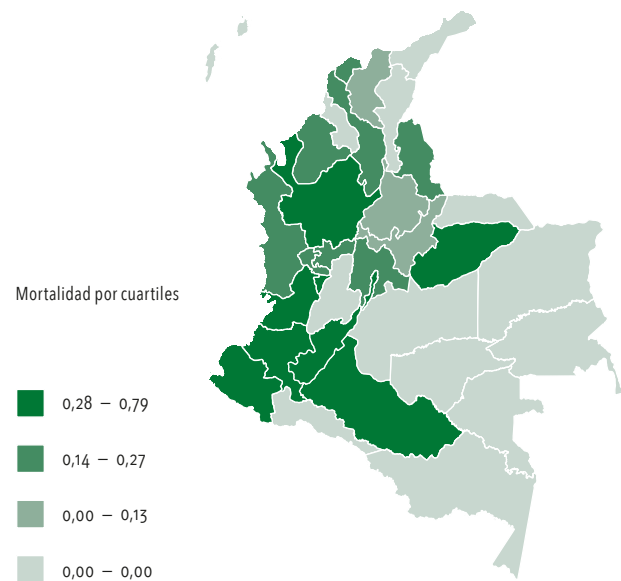 Mortalidad por cuartiles
0,28 – 0,79
0,14 – 0,27
0,00 – 0,13
0,00 – 0,00